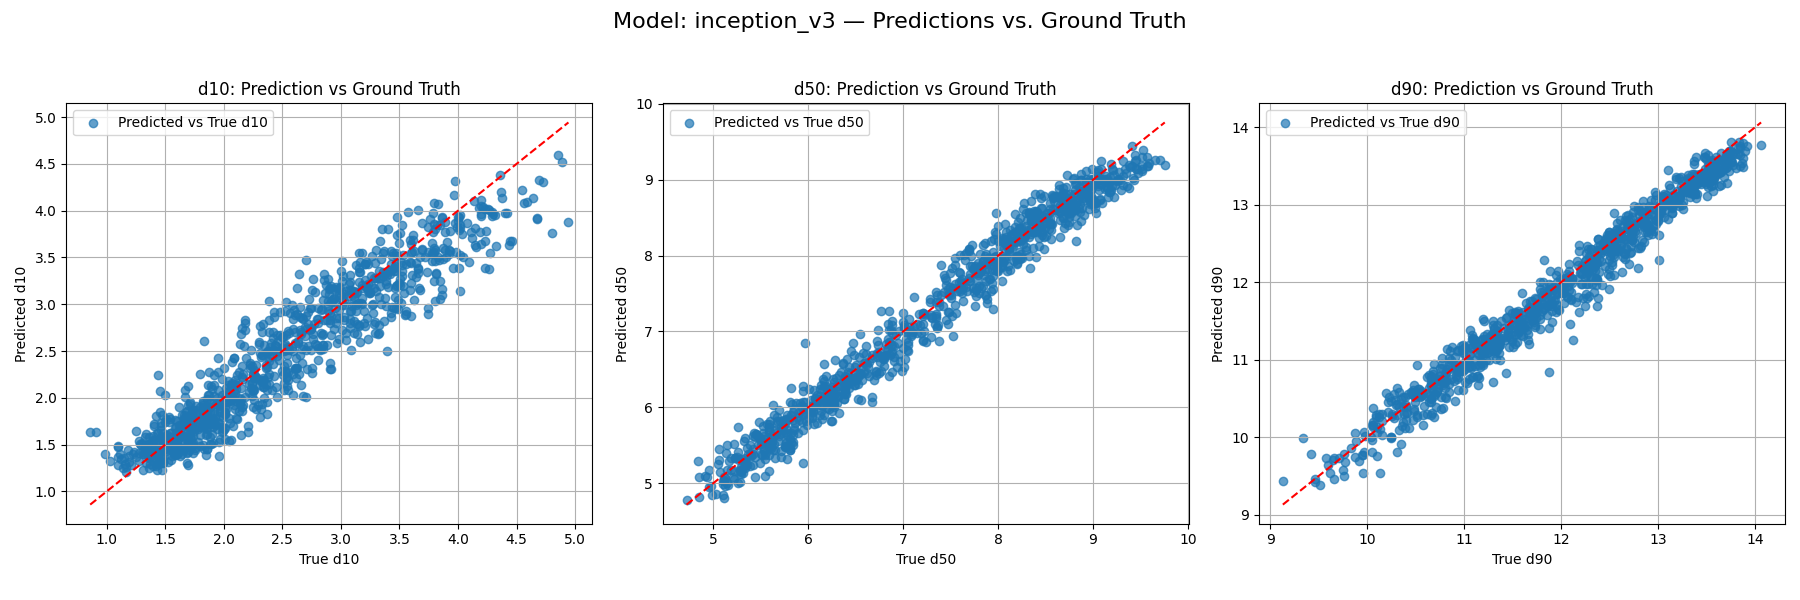 Model: inception_v3 — Predictions vs. Ground Truth
d10: Prediction vs Ground Truth
Predicted vs True d10
5.0
4.5
4.0
3.5
3.0
2.5
2.0
1.5
1.0
Predicted d10
1.0 1.5 2.0 2.5 3.0 3.5 4.0 4.5 5.0
True d10
d50: Prediction vs Ground Truth
Predicted vs True d50
10
9
8
7
6
5
Predicted d50
5 6 7 8 9 10
True d50
d90: Prediction vs Ground Truth
Predicted vs True d90
14
13
12
11
10
9
Predicted d90
9 10 11 12 13 14
True d90